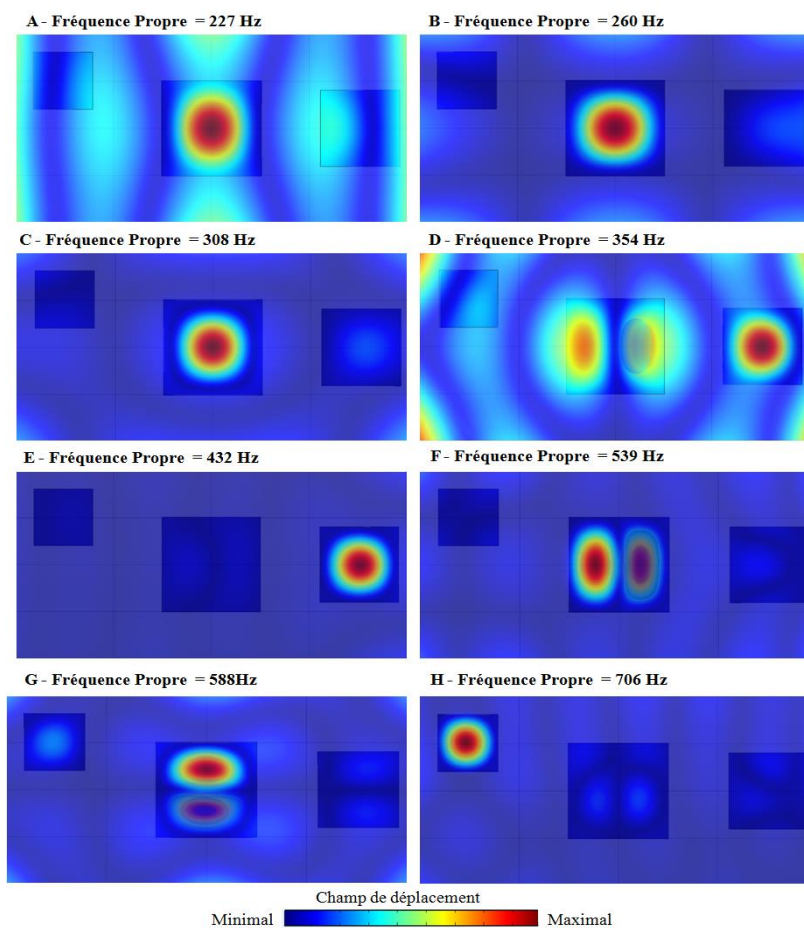 A - Fréquence Propre = 227 Hz
B - Fréquence Propre = 260 Hz
C - Fréquence Propre = 308 Hz
D - Fréquence Propre = 354 Hz
E - Fréquence Propre = 432 Hz
F - Fréquence Propre = 539 Hz
G - Fréquence Propre = 588Hz
H - Fréquence Propre = 706 Hz
Champ de déplacement
Minimal Maximal